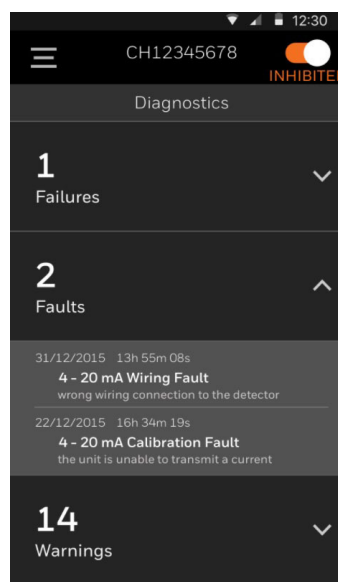 12:30
CH12345678
INHIBITE
Diagnostics
1
Failures
2
Faults
31/12/2015 13h 55m 08s
4 - 20 mA Wiring Fault
wrong wiring connection to the detector
22/12/2015 16h 34m 19s
4 - 20 mA Calibration Fault
the unit is unable to transmit a current
14
Warnings